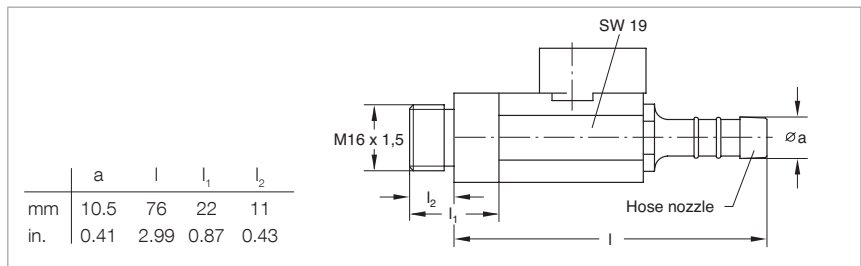 SW 19
M16 x 1,5
⌀a
l₂
l₁
Hose nozzle
l
a l l₁ l₂
mm 10.5 76 22 11
in. 0.41 2.99 0.87 0.43